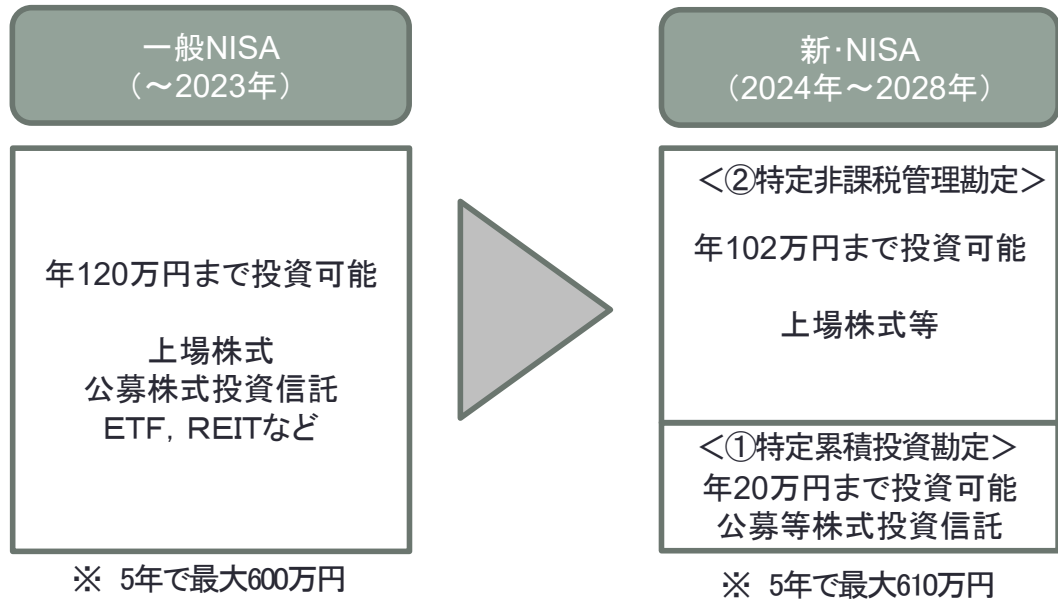 一般NISA
（～2023年）
年120万円まで投資可能
上場株式
公募株式投資信託
ETF，REITなど
※ 5年で最大600万円
新・NISA
（2024年～2028年）
＜②特定非課税管理勘定＞
年102万円まで投資可能
上場株式等
＜①特定累積投資勘定＞
年20万円まで投資可能
公募等株式投資信託
※ 5年で最大610万円